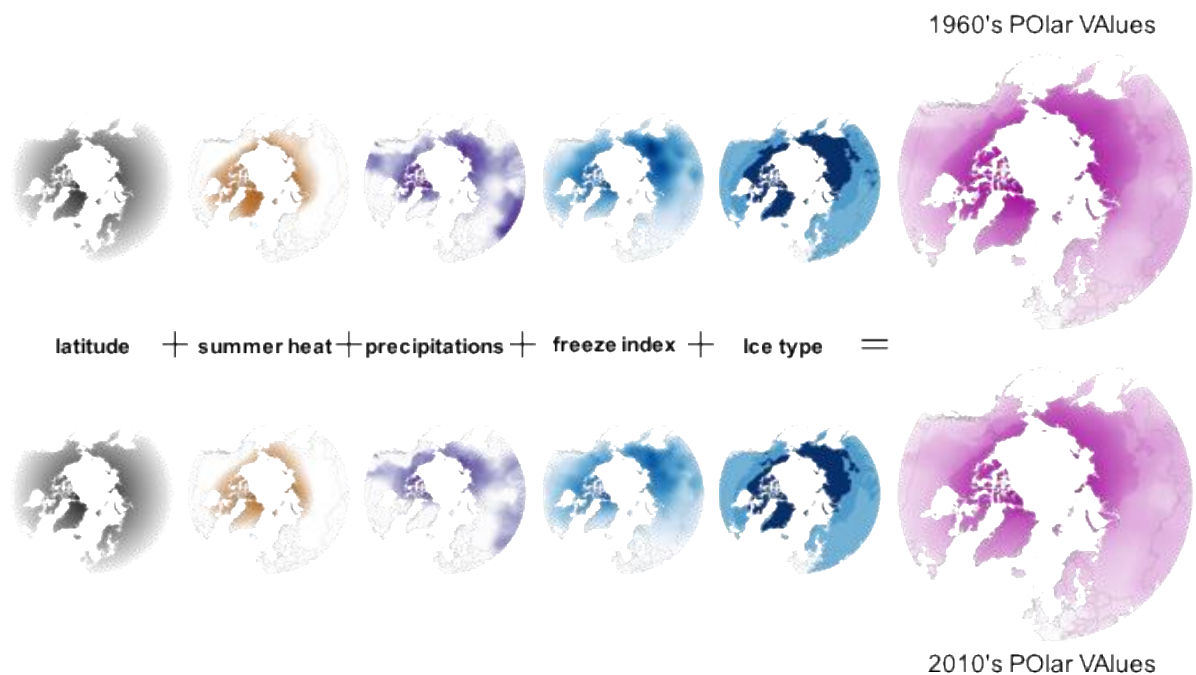 1960's POlar VAlues
latitude + summer heat + precipitations + freeze index + Ice type =
2010's POlar VAlues